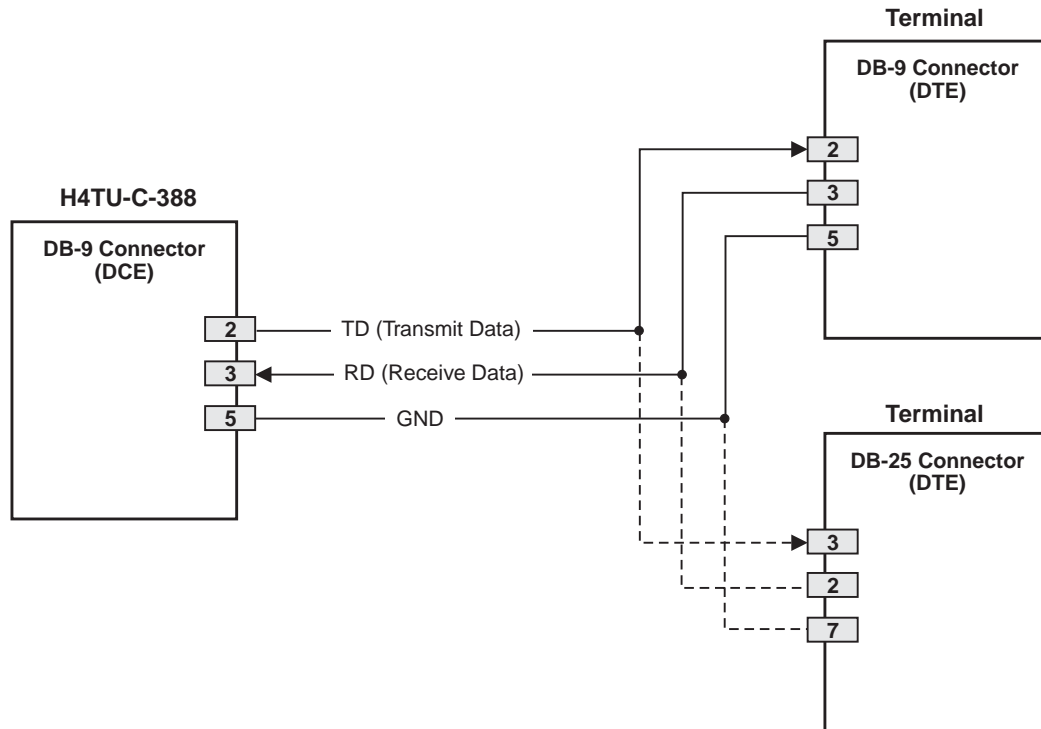 Terminal
DB-9 Connector
(DTE)
2
3
5
H4TU-C-388
DB-9 Connector
(DCE)
2
TD (Transmit Data)
3
RD (Receive Data)
5
GND
Terminal
DB-25 Connector
(DTE)
3
2
7